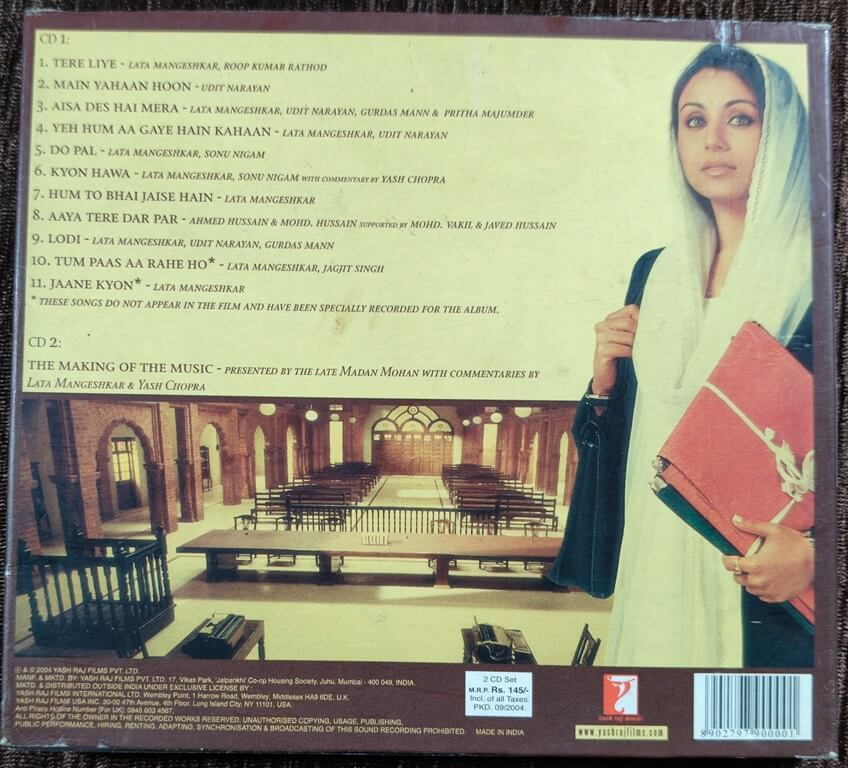 CD 1:
1. TERE LIYE - LATA MANGESHKAR, ROOP KUMAR RATHOD
2. MAIN YAHAAN HOON - UDIT NARAYAN
3. AISA DES HAI MERA - LATA MANGESHKAR, UDIT NARAYAN, GURDAS MANN & PRITHA MAJUMDER
4. YEH HUM AA GAYE HAIN KAHAAN - LATA MANGESHKAR, UDIT NARAYAN
5. DO PAL - LATA MANGESHKAR, SONU NIGAM
6. KYON HAWA - LATA MANGESHKAR, SONU NIGAM WITH COMMENTARY BY YASH CHOPRA
7. HUM TO BHAI JAISE HAIN - LATA MANGESHKAR
8. AAYA TERE DAR PAR - AHMED HUSSAIN & MOHD. HUSSAIN SUPPORTED BY MOHD. VAKIL & JAVED HUSSAIN
9. LODI - LATA MANGESHKAR, UDIT NARAYAN, GURDAS MANN
10. TUM PAAS AA RAHE HO* - LATA MANGESHKAR, JAGJIT SINGH
11. JAANE KYON* - LATA MANGESHKAR
* THESE SONGS DO NOT APPEAR IN THE FILM AND HAVE BEEN SPECIALLY RECORDED FOR THE ALBUM.
CD 2:
THE MAKING OF THE MUSIC - PRESENTED BY THE LATE MADAN MOHAN WITH COMMENTARIES BY
LATA MANGESHKAR & YASH CHOPRA
℗ & © 2004 YASH RAJ FILMS PVT. LTD.
MANF. & MKTD. BY: YASH RAJ FILMS PVT. LTD. 17, Vikas Park, 'Jalpankhi' Co-op Housing Society, Juhu, Mumbai - 400 049, INDIA.
MKTD. & DISTRIBUTED OUTSIDE INDIA UNDER EXCLUSIVE LICENSE BY :
YASH RAJ FILMS INTERNATIONAL LTD. Wembley Point, 1 Harrow Road, Wembley, Middlesex HA9 6DE, U.K.
YASH RAJ FILMS USA INC. 30-00 47th Avenue, 4th Floor, Long Island City, NY 11101, USA.
Anti Piracy Hotline Number [For UK]: 0845 603 4567.
ALL RIGHTS OF THE OWNER IN THE RECORDED WORKS RESERVED. UNAUTHORISED COPYING, USAGE, PUBLISHING,
PUBLIC PERFORMANCE, HIRING, RENTING, ADAPTING, SYNCHRONISATION & BROADCASTING OF THIS SOUND RECORDING PROHIBITED. MADE IN INDIA
2 CD Set
M.R.P. Rs. 145/-
Incl. of all Taxes.
PKD. 09/2004.
yash raj music
www.yashrajfilms.com
8902797900001